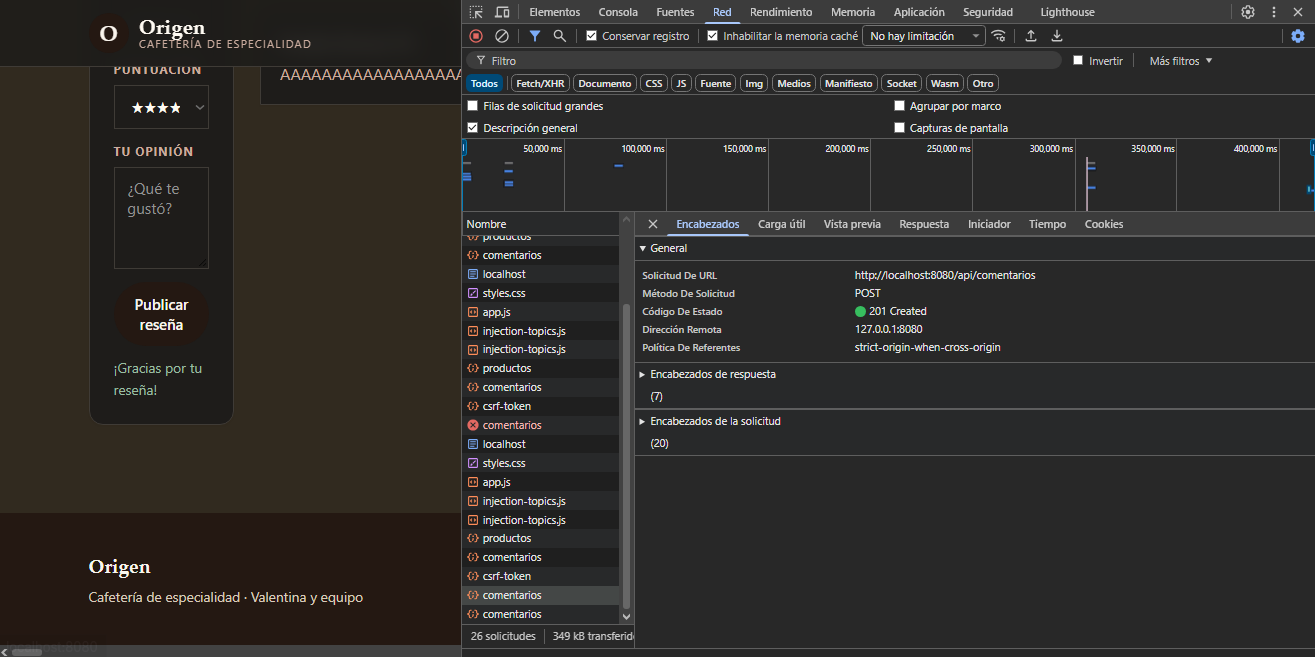 O
Origen
CAFETERÍA DE ESPECIALIDAD
PUNTUACIÓN
★★★★
TU OPINIÓN
¿Qué te
gustó?
Publicar
reseña
¡Gracias por tu
reseña!
Origen
Cafetería de especialidad · Valentina y equipo
Elementos Consola Fuentes Red Rendimiento Memoria Aplicación Seguridad Lighthouse
Conservar registro Inhabilitar la memoria caché No hay limitación
Filtro Invertir Más filtros
Todos Fetch/XHR Documento CSS JS Fuente Img Medios Manifiesto Socket Wasm Otro
Filas de solicitud grandes Agrupar por marco
Descripción general Capturas de pantalla
50,000 ms 100,000 ms 150,000 ms 200,000 ms 250,000 ms 300,000 ms 350,000 ms 400,000 ms
Nombre
productos
comentarios
localhost
styles.css
app.js
injection-topics.js
injection-topics.js
productos
comentarios
csrf-token
comentarios
localhost
styles.css
app.js
injection-topics.js
injection-topics.js
productos
comentarios
csrf-token
comentarios
comentarios
26 solicitudes 349 kB transferid
Encabezados Carga útil Vista previa Respuesta Iniciador Tiempo Cookies
General
Solicitud De URL http://localhost:8080/api/comentarios
Método De Solicitud POST
Código De Estado 201 Created
Dirección Remota 127.0.0.1:8080
Política De Referentes strict-origin-when-cross-origin
Encabezados de respuesta
(7)
Encabezados de la solicitud
(20)